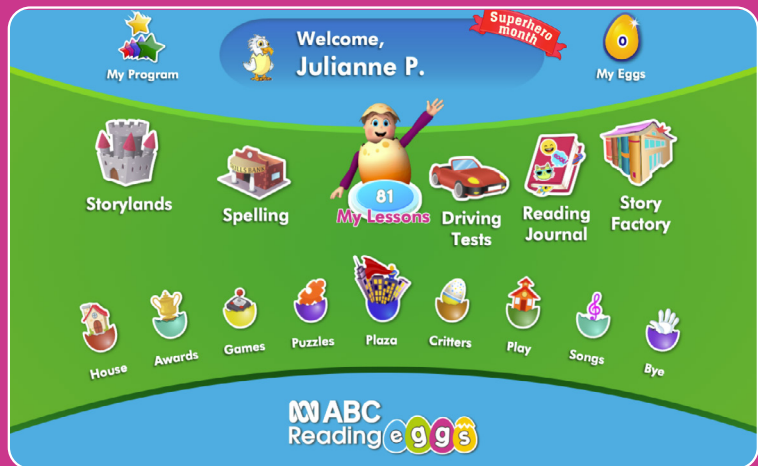 Superhero
month
Welcome,
Julianne P.
My Program
0
My Eggs
Storylands
Spelling
81
My Lessons
Driving
Tests
Reading
Journal
Story
Factory
House
Awards
Games
Puzzles
Plaza
Critters
Play
Songs
Bye
ABC
Reading eggs